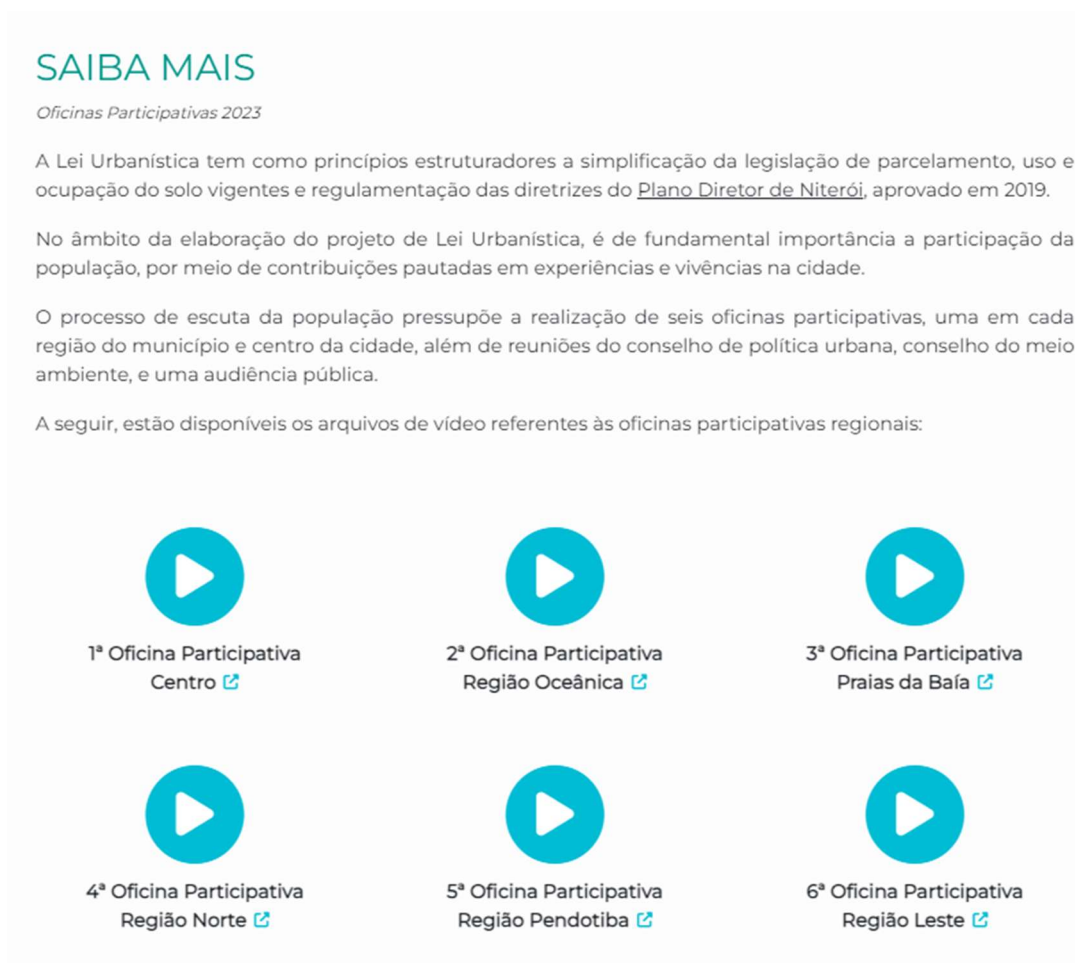 SAIBA MAIS
Oficinas Participativas 2023
A Lei Urbanística tem como princípios estruturadores a simplificação da legislação de parcelamento, uso e
ocupação do solo vigentes e regulamentação das diretrizes do Plano Diretor de Niterói, aprovado em 2019.
No âmbito da elaboração do projeto de Lei Urbanística, é de fundamental importância a participação da
população, por meio de contribuições pautadas em experiências e vivências na cidade.
O processo de escuta da população pressupõe a realização de seis oficinas participativas, uma em cada
região do município e centro da cidade, além de reuniões do conselho de política urbana, conselho do meio
ambiente, e uma audiência pública.
A seguir, estão disponíveis os arquivos de vídeo referentes às oficinas participativas regionais:
1ª Oficina Participativa
Centro
2ª Oficina Participativa
Região Oceânica
3ª Oficina Participativa
Praias da Baía
4ª Oficina Participativa
Região Norte
5ª Oficina Participativa
Região Pendotiba
6ª Oficina Participativa
Região Leste